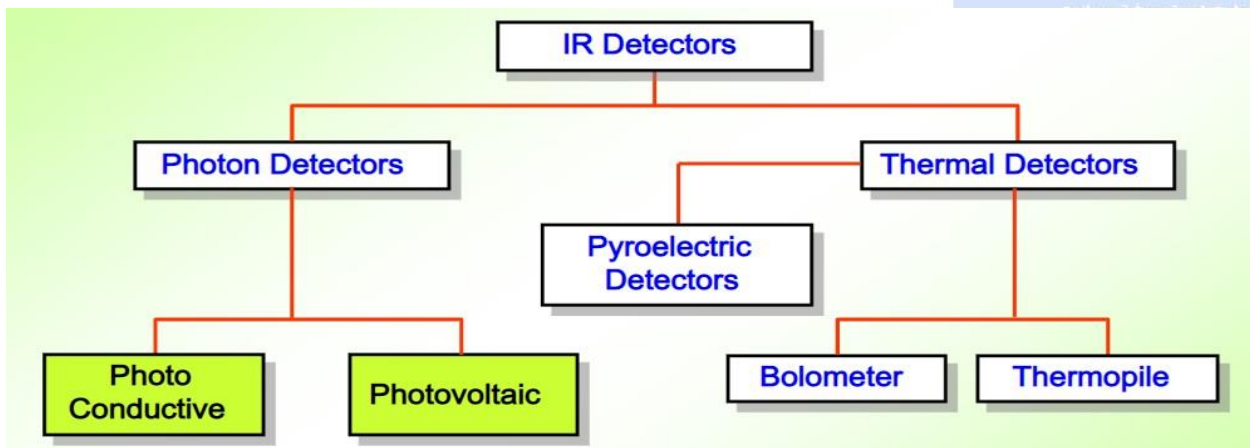 IR Detectors
Photon Detectors
Thermal Detectors
Pyroelectric
Detectors
Photo
Conductive
Photovoltaic
Bolometer
Thermopile